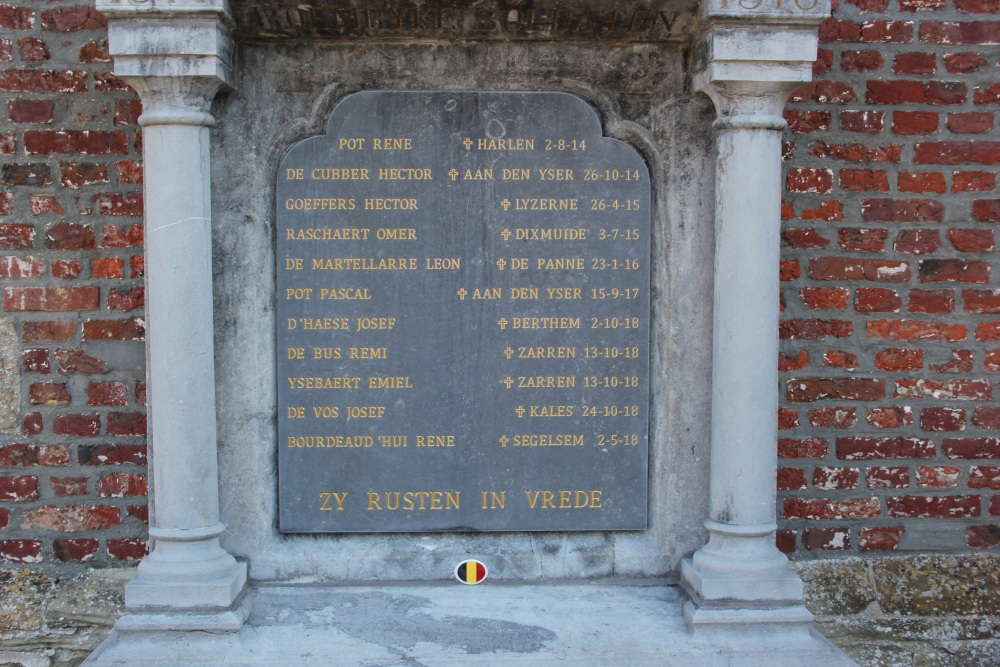 SOLDATEN
POT RENE ✝ HARLEN 2-8-14
DE CUBBER HECTOR ✝ AAN DEN YSER 26-10-14
GOEFFERS HECTOR ✝ LYZERNE 26-4-15
RASCHAERT OMER ✝ DIXMUIDE 3-7-15
DE MARTELLARRE LEON ✝ DE PANNE 23-1-16
POT PASCAL ✝ AAN DEN YSER 15-9-17
D'HAESE JOSEF ✝ BERTHEM 2-10-18
DE BUS REMI ✝ ZARREN 13-10-18
YSEBAERT EMIEL ✝ ZARREN 13-10-18
DE VOS JOSEF ✝ KALES 24-10-18
BOURDEAUD'HUI RENE ✝ SEGELSEM 2-5-18
ZY RUSTEN IN VREDE